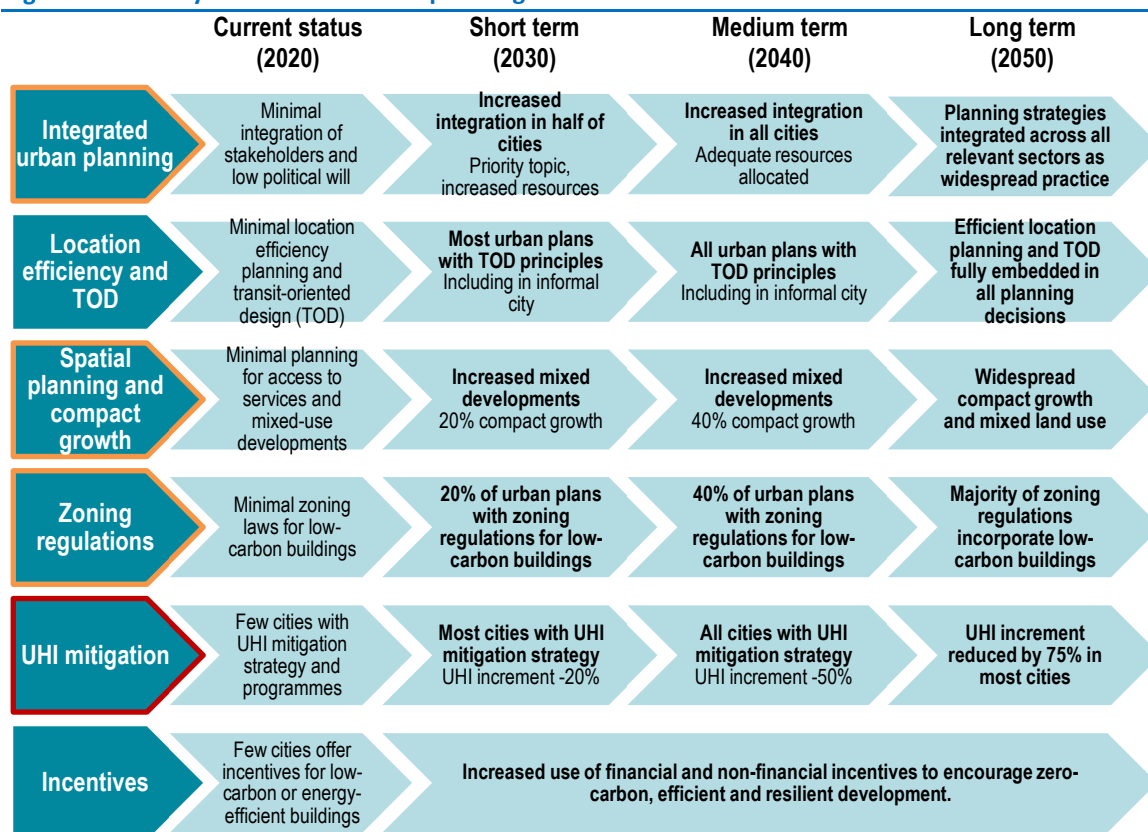 Current status
(2020)
Short term
(2030)
Medium term
(2040)
Long term
(2050)
Integrated
urban planning
Minimal
integration of
stakeholders and
low political will
Increased
integration in half of
cities
Priority topic,
increased resources
Increased integration
in all cities
Adequate resources
allocated
Planning strategies
integrated across all
relevant sectors as
widespread practice
Location
efficiency and
TOD
Minimal location
efficiency
planning and
transit-oriented
design (TOD)
Most urban plans
with TOD principles
Including in informal
city
All urban plans with
TOD principles
Including in informal city
Efficient location
planning and TOD
fully embedded in
all planning
decisions
Spatial
planning and
compact
growth
Minimal planning
for access to
services and
mixed-use
developments
Increased mixed
developments
20% compact growth
Increased mixed
developments
40% compact growth
Widespread
compact growth
and mixed land use
Zoning
regulations
Minimal zoning
laws for low-
carbon buildings
20% of urban plans
with zoning
regulations for low-
carbon buildings
40% of urban plans
with zoning
regulations for low-
carbon buildings
Majority of zoning
regulations
incorporate low-
carbon buildings
UHI mitigation
Few cities with
UHI mitigation
strategy and
programmes
Most cities with UHI
mitigation strategy
UHI increment -20%
All cities with UHI
mitigation strategy
UHI increment -50%
UHI increment
reduced by 75% in
most cities
Incentives
Few cities offer
incentives for low-
carbon or energy-
efficient buildings
Increased use of financial and non-financial incentives to encourage zero-
carbon, efficient and resilient development.